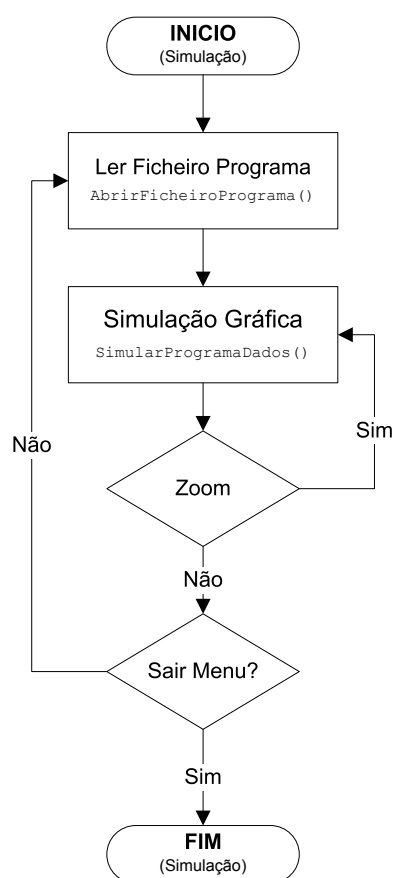 INICIO
(Simulação)
Ler Ficheiro Programa
AbrirFicheiroPrograma()
Simulação Gráfica
SimularProgramaDados()
Não
Sim
Zoom
Não
Sair Menu?
Sim
FIM
(Simulação)